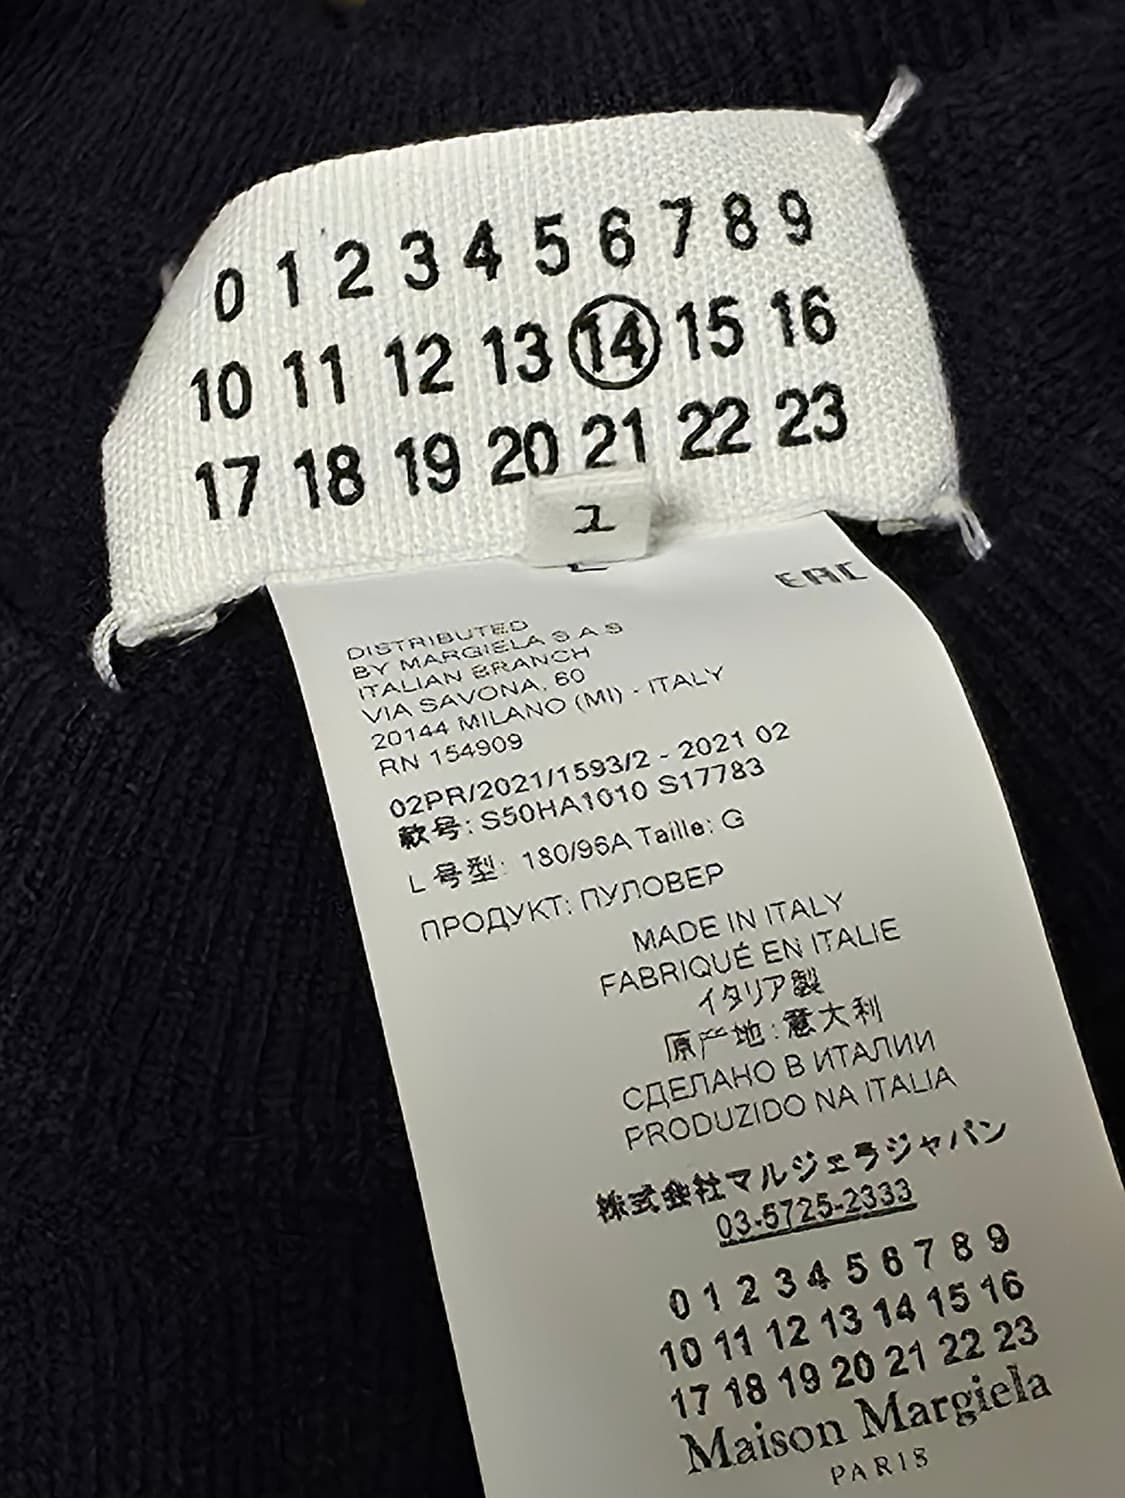 0 1 2 3 4 5 6 7 8 9
10 11 12 13 14 15 16
17 18 19 20 21 22 23
1
EAC
DISTRIBUTED
BY MARGIELA S A S
ITALIAN BRANCH
VIA SAVONA, 60
20144 MILANO (MI) - ITALY
RN 154909
02PR/2021/1593/2 - 2021 02
款号: S50HA1010 S17783
L 号型: 180/96A Taille: G
ПРОДУКТ: ПУЛОВЕР
MADE IN ITALY
FABRIQUÉ EN ITALIE
イタリア製
原产地: 意大利
СДЕЛАНО В ИТАЛИИ
PRODUZIDO NA ITALIA
株式会社マルジェラジャパン
03-5725-2333
0 1 2 3 4 5 6 7 8 9
10 11 12 13 14 15 16
17 18 19 20 21 22 23
Maison Margiela
PARIS